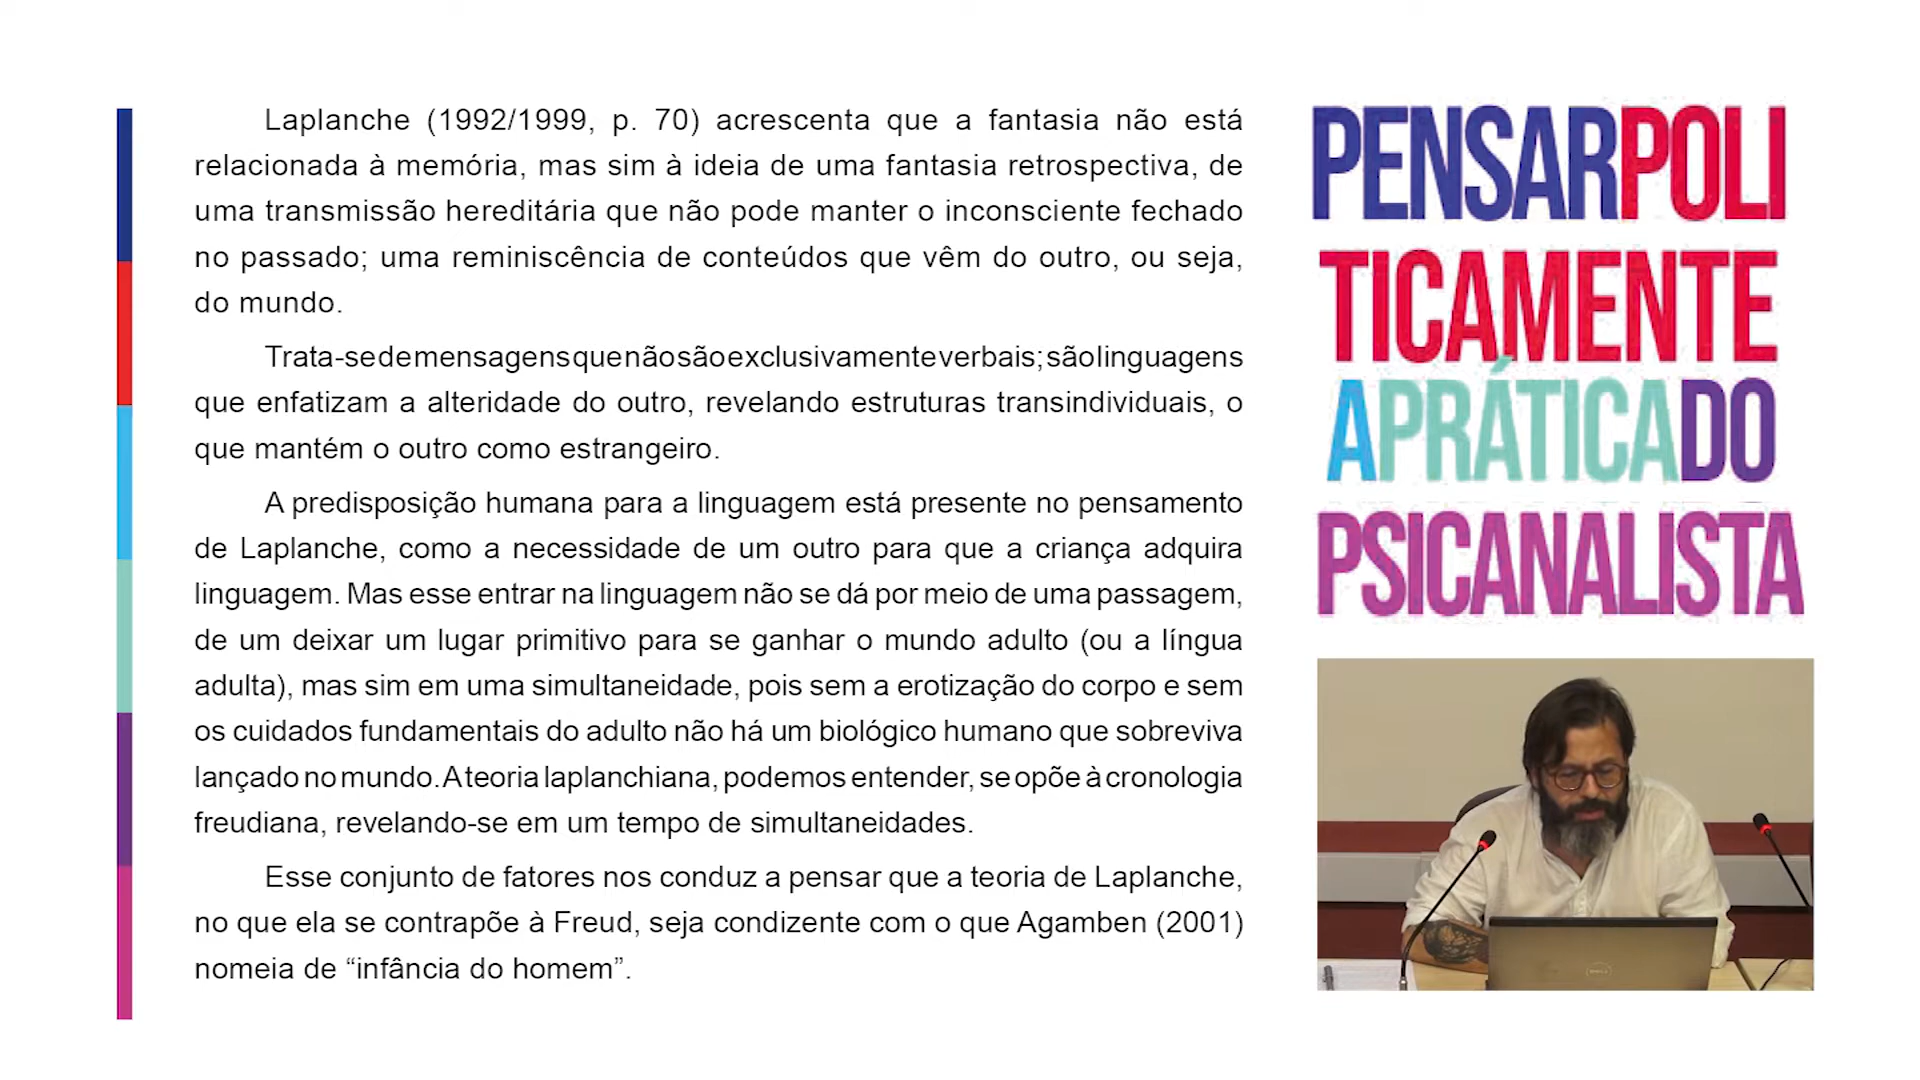 Laplanche (1992/1999, p. 70) acrescenta que a fantasia não está
relacionada à memória, mas sim à ideia de uma fantasia retrospectiva, de
uma transmissão hereditária que não pode manter o inconsciente fechado
no passado; uma reminiscência de conteúdos que vêm do outro, ou seja,
do mundo.
Trata-se de mensagens que não são exclusivamente verbais; são linguagens
que enfatizam a alteridade do outro, revelando estruturas transindividuais, o
que mantém o outro como estrangeiro.
A predisposição humana para a linguagem está presente no pensamento
de Laplanche, como a necessidade de um outro para que a criança adquira
linguagem. Mas esse entrar na linguagem não se dá por meio de uma passagem,
de um deixar um lugar primitivo para se ganhar o mundo adulto (ou a língua
adulta), mas sim em uma simultaneidade, pois sem a erotização do corpo e sem
os cuidados fundamentais do adulto não há um biológico humano que sobreviva
lançado no mundo. A teoria laplanchiana, podemos entender, se opõe à cronologia
freudiana, revelando-se em um tempo de simultaneidades.
Esse conjunto de fatores nos conduz a pensar que a teoria de Laplanche,
no que ela se contrapõe à Freud, seja condizente com o que Agamben (2001)
nomeia de “infância do homem”.
PENSARPOLI
TICAMENTE
APRÁTICADO
PSICANALISTA
DELL